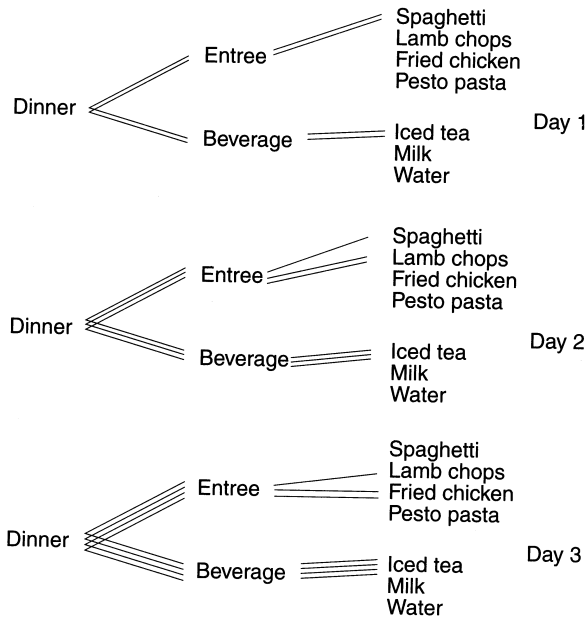 Spaghetti
Lamb chops
Entree
Fried chicken
Pesto pasta
Dinner
Day 1
Iced tea
Beverage
Milk
Water
Spaghetti
Lamb chops
Entree
Fried chicken
Pesto pasta
Dinner
Day 2
Iced tea
Beverage
Milk
Water
Spaghetti
Lamb chops
Entree
Fried chicken
Pesto pasta
Dinner
Day 3
Iced tea
Beverage
Milk
Water